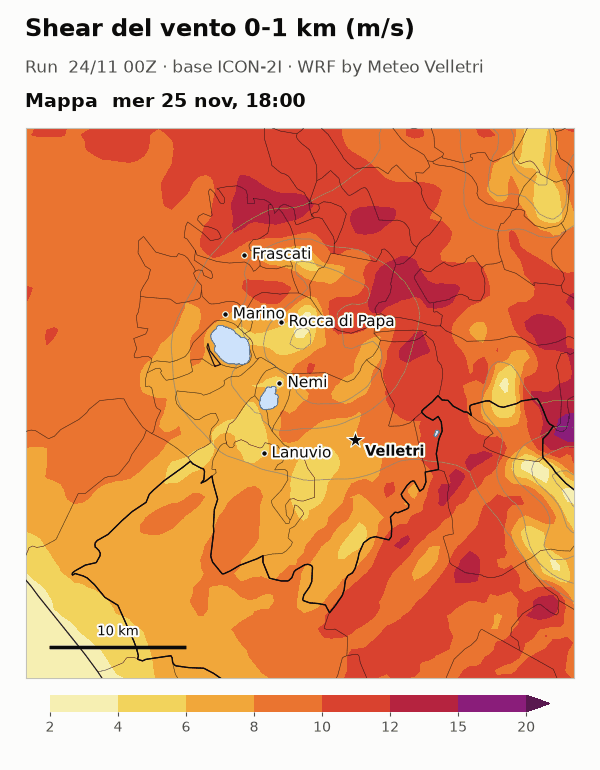 Shear del vento 0-1 km (m/s)
Run  24/11 00Z · base ICON-2I · WRF by Meteo Velletri
Mappa  mer 25 nov, 18:00
Frascati
Marino
Rocca di Papa
Nemi
Velletri
Lanuvio
10 km
2 4 6 8 10 12 15 20